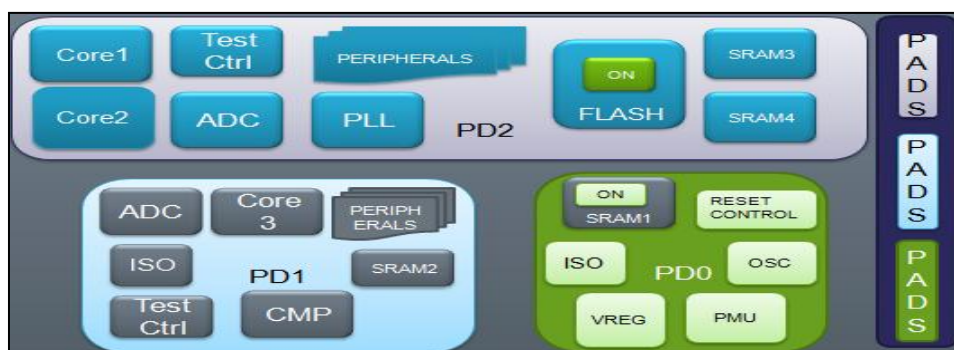 Core1
Test
Ctrl
PERIPHERALS
ON
FLASH
SRAM3
Core2
ADC
PLL
PD2
SRAM4
P
A
D
S
P
A
D
S
P
A
D
S
ADC
Core
3
PERIPH
ERALS
ISO
PD1
SRAM2
Test
Ctrl
CMP
ON
SRAM1
RESET
CONTROL
ISO
PD0
OSC
VREG
PMU